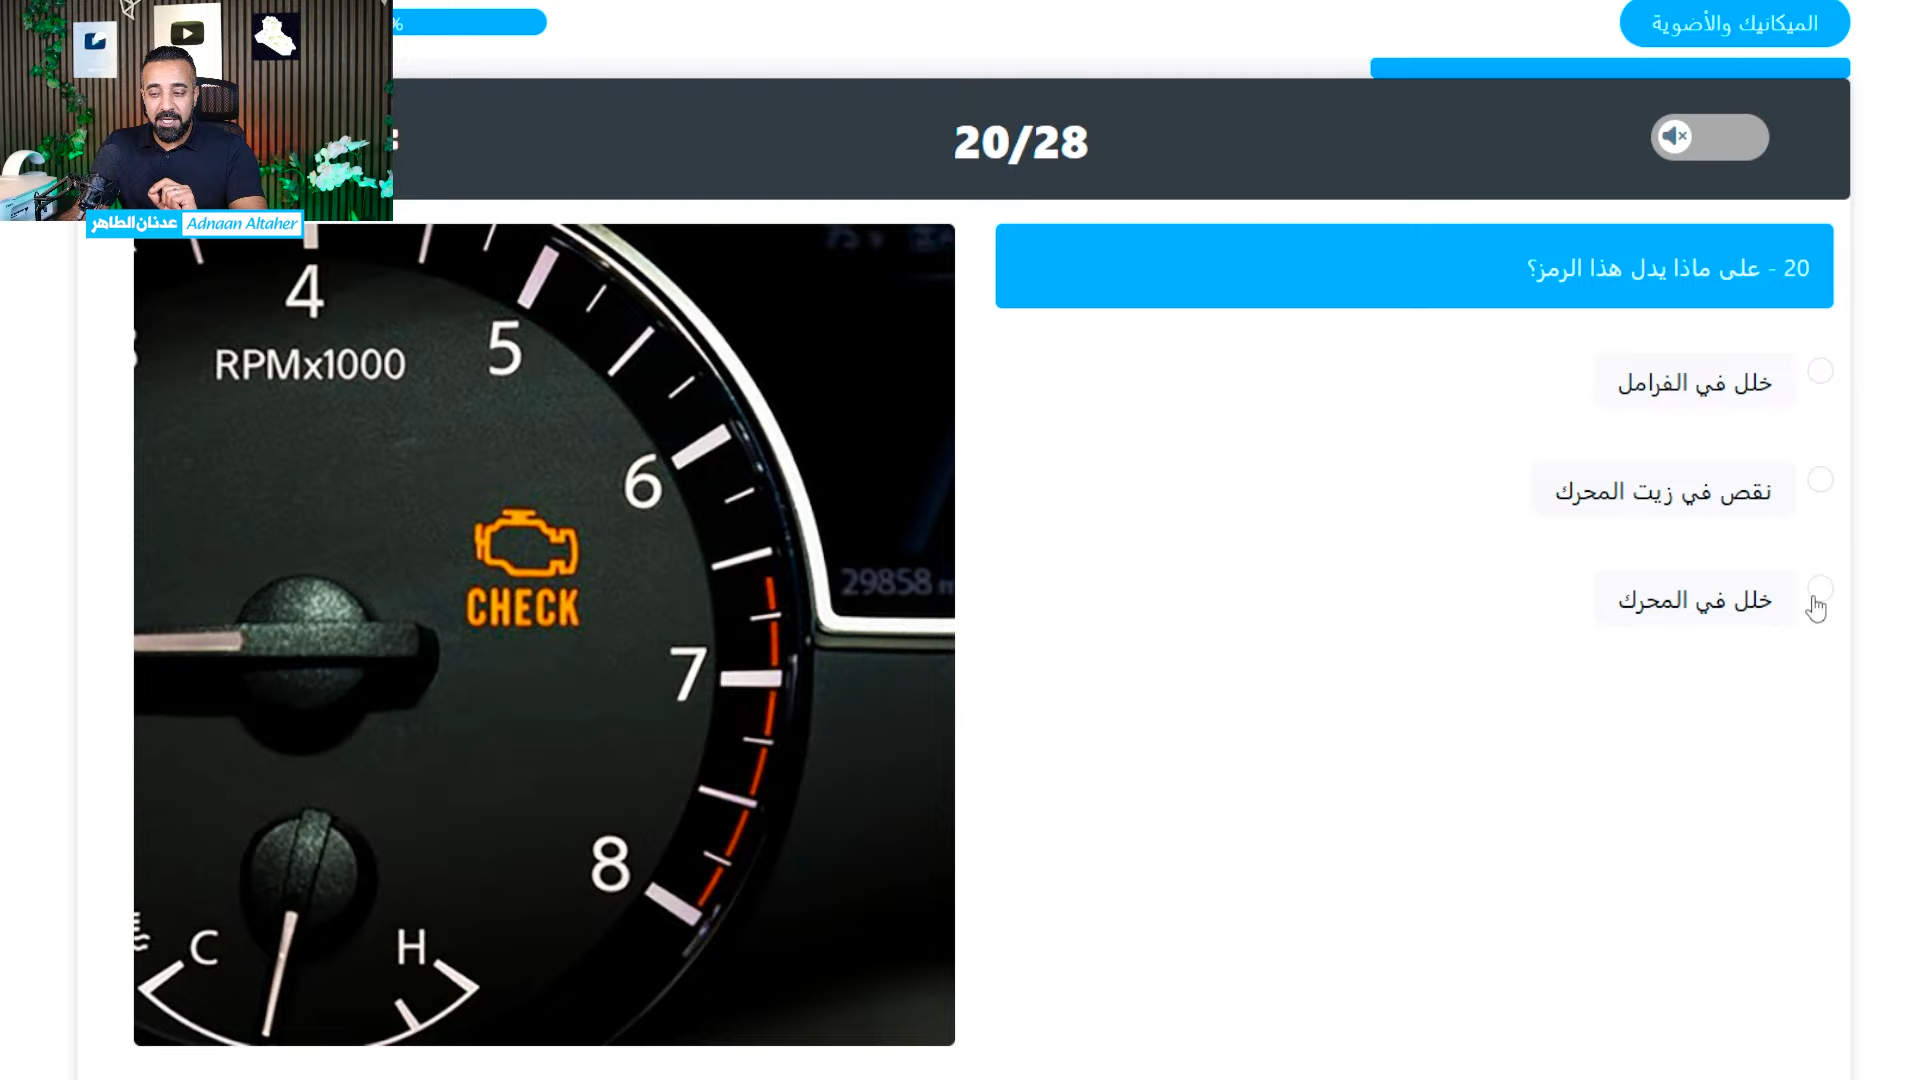 %
الميكانيك والأضوية
20/28
عدنان الطاهر Adnaan Altaher
20 - على ماذا يدل هذا الرمز؟
خلل في الفرامل
نقص في زيت المحرك
خلل في المحرك
4
RPMx1000
5
6
CHECK
29858
7
8
C
H